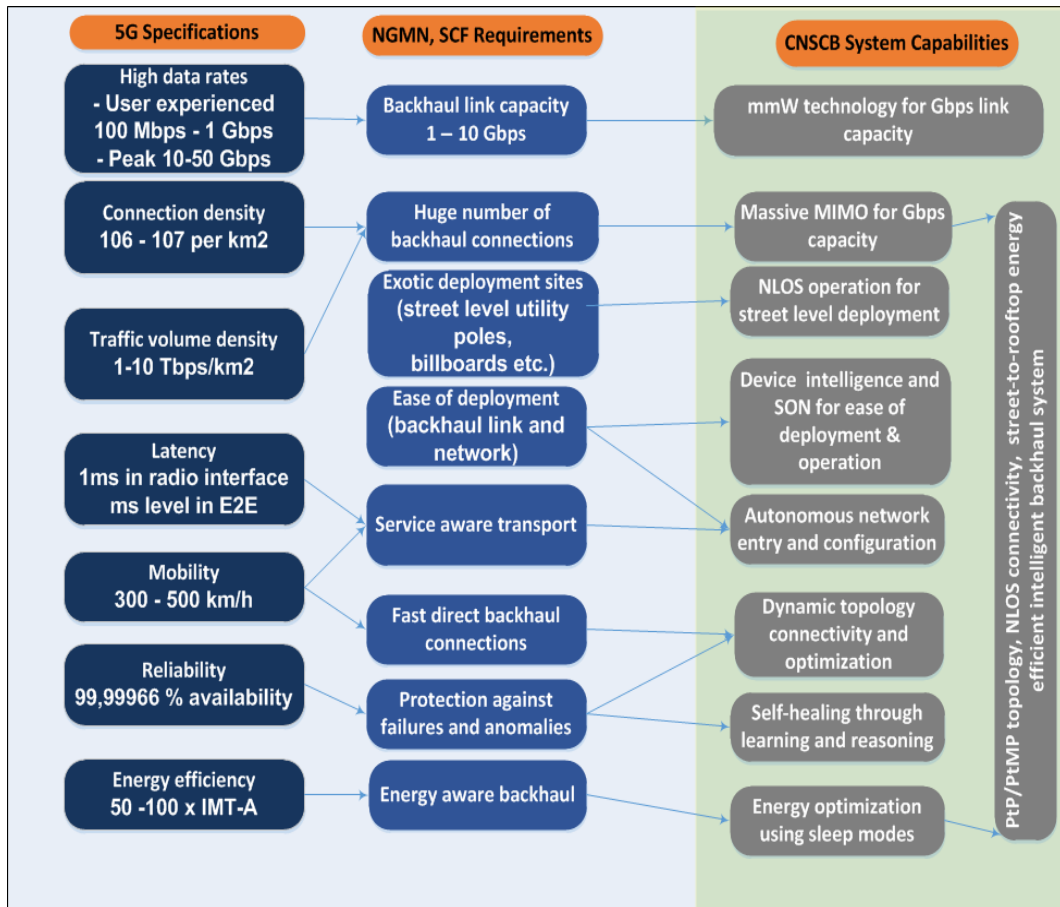 5G Specifications
High data rates
- User experienced
100 Mbps - 1 Gbps
- Peak 10-50 Gbps
Connection density
106 - 107 per km2
Traffic volume density
1-10 Tbps/km2
Latency
1ms in radio interface
ms level in E2E
Mobility
300 - 500 km/h
Reliability
99,99966 % availability
Energy efficiency
50 -100 x IMT-A
NGMN, SCF Requirements
Backhaul link capacity
1 – 10 Gbps
Huge number of
backhaul connections
Exotic deployment sites
(street level utility
poles,
billboards etc.)
Ease of deployment
(backhaul link and
network)
Service aware transport
Fast direct backhaul
connections
Protection against
failures and anomalies
Energy aware backhaul
CNSCB System Capabilities
mmW technology for Gbps link
capacity
Massive MIMO for Gbps
capacity
NLOS operation for
street level deployment
Device intelligence and
SON for ease of
deployment &
operation
Autonomous network
entry and configuration
Dynamic topology
connectivity and
optimization
Self-healing through
learning and reasoning
Energy optimization
using sleep modes
PtP/PtMP topology, NLOS connectivity, street-to-rooftop energy
efficient intelligent backhaul system